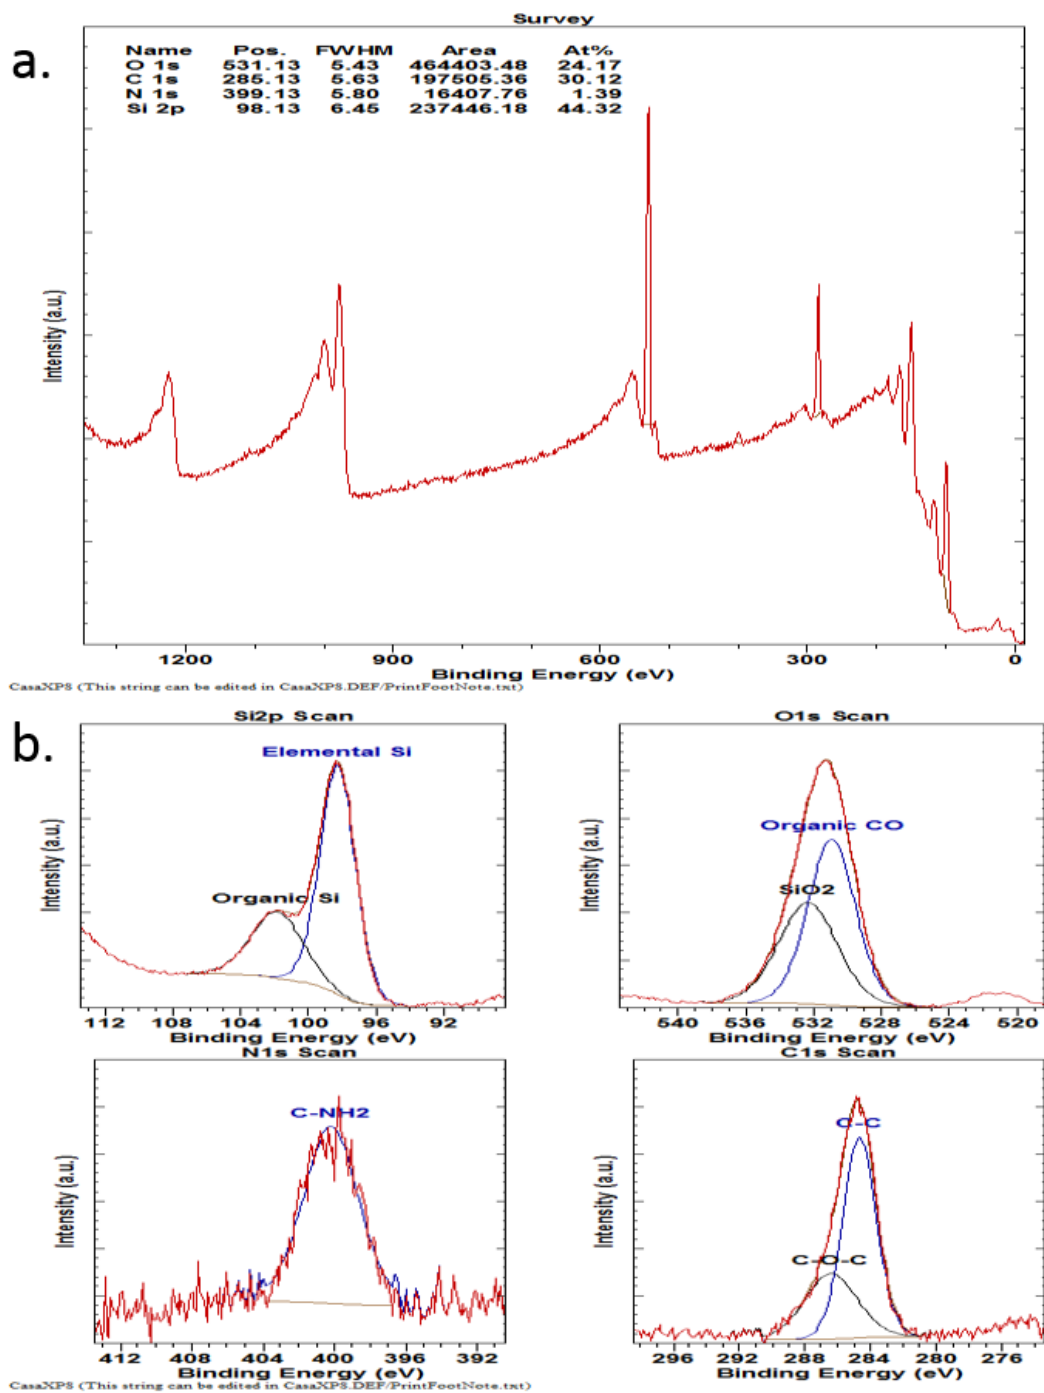 Survey
a.
Name Pos. FWHM Area At%
O 1s 531.13 5.43 464403.48 24.17
C 1s 285.13 5.63 197505.36 30.12
N 1s 399.13 5.80 16407.76 1.39
Si 2p 98.13 6.45 237446.18 44.32
Intensity (a.u.)
1200 900 600 300 0
Binding Energy (eV)
CasaXPS (This string can be edited in CasaXPS.DEF/PrintFootNote.txt)
b.
Si2p Scan
Elemental Si
Organic Si
Intensity (a.u.)
112 108 104 100 96 92
Binding Energy (eV)
O1s Scan
Organic CO
SiO2
Intensity (a.u.)
540 536 532 528 524 520
Binding Energy (eV)
N1s Scan
C-NH2
Intensity (a.u.)
412 408 404 400 396 392
Binding Energy (eV)
C1s Scan
C-C
C-O-C
Intensity (a.u.)
296 292 288 284 280 276
Binding Energy (eV)
CasaXPS (This string can be edited in CasaXPS.DEF/PrintFootNote.txt)